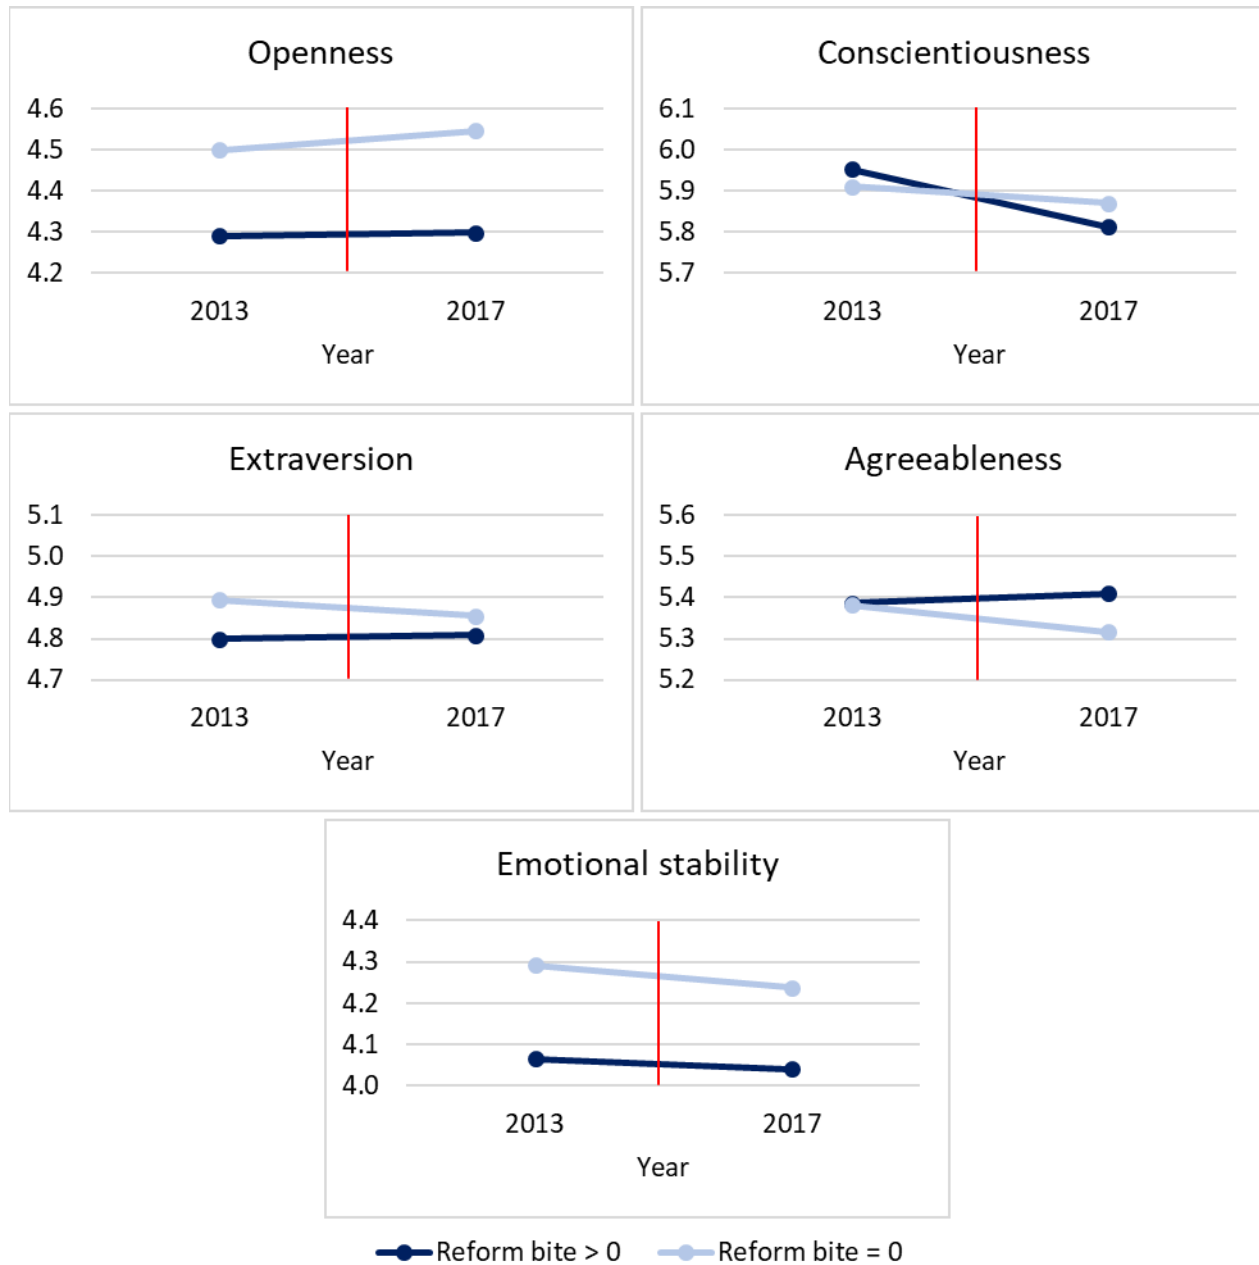 Openness
4.6
4.5
4.4
4.3
4.2
2013 2017
Year
Conscientiousness
6.1
6.0
5.9
5.8
5.7
2013 2017
Year
Extraversion
5.1
5.0
4.9
4.8
4.7
2013 2017
Year
Agreeableness
5.6
5.5
5.4
5.3
5.2
2013 2017
Year
Emotional stability
4.4
4.3
4.2
4.1
4.0
2013 2017
Year
Reform bite > 0 Reform bite = 0